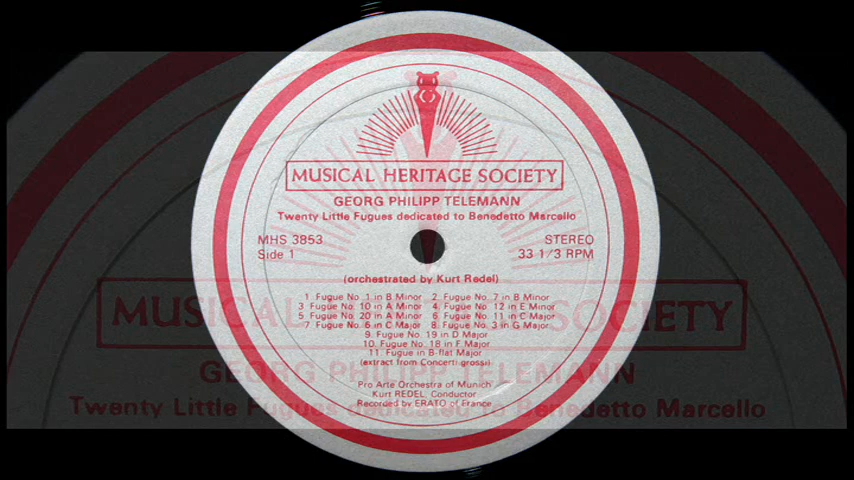 MUSICAL HERITAGE SOCIETY
GEORG PHILIPP TELEMANN
Twenty Little Fugues dedicated to Benedetto Marcello
MHS 3853 STEREO
Side 1 33 1/3 RPM
(orchestrated by Kurt Redel)
1 Fugue No. 1 in B Minor 2 Fugue No. 7 in B Minor
3 Fugue No. 10 in A Minor 4 Fugue No. 12 in E Minor
5 Fugue No. 20 in A Minor 6 Fugue No. 11 in C Major
7 Fugue No. 6 in C Major 8 Fugue No. 3 in G Major
9 Fugue No. 19 in D Major
10 Fugue No. 18 in F Major
11 Fugue in B-flat Major
(extract from Concerti grossi)
Pro Arte Orchestra of Munich
Kurt REDEL, Conductor
Recorded by ERATO of France
MUSICAL HERITAGE SOCIETY
GEORG PHILIPP TELEMANN
Twenty Little Fugues dedicated to Benedetto Marcello